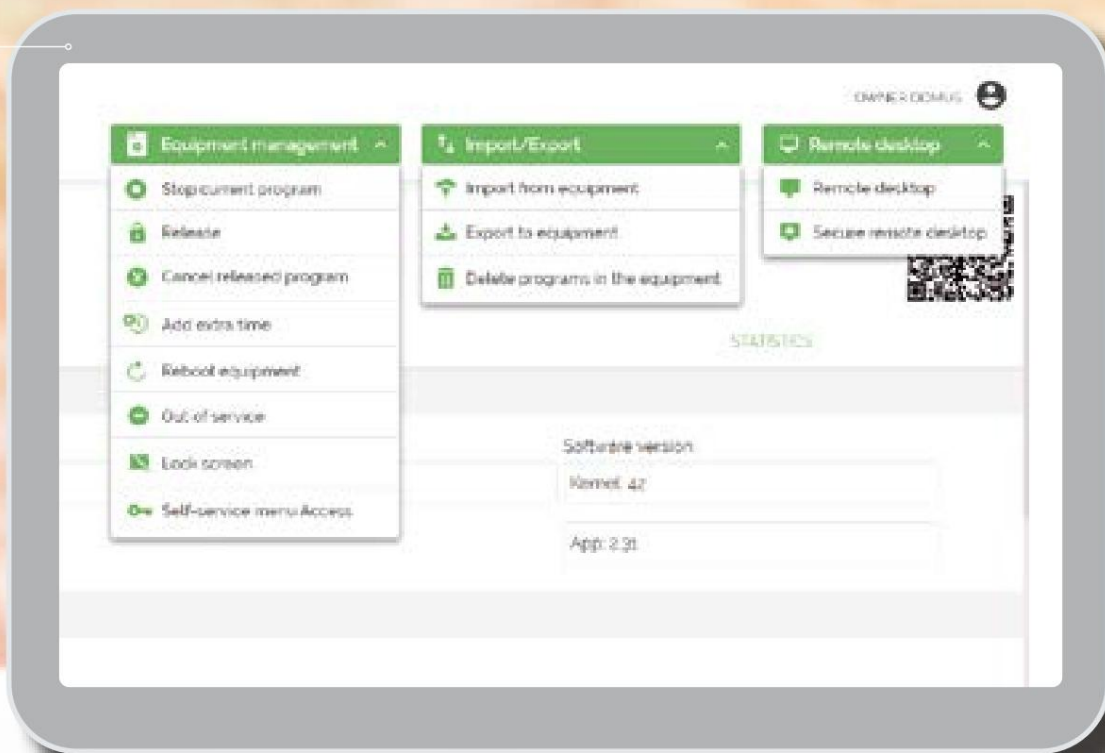 OWNER DOMUS
Equipment management
Stop current program
Release
Cancel released program
Add extra time
Reboot equipment
Out of service
Lock screen
Self-service menu Access
Import/Export
Import from equipment
Export to equipment
Delete programs in the equipment
Remote desktop
Remote desktop
Secure remote desktop
STATISTICS
Software version
Kernel: 42
App: 2.31